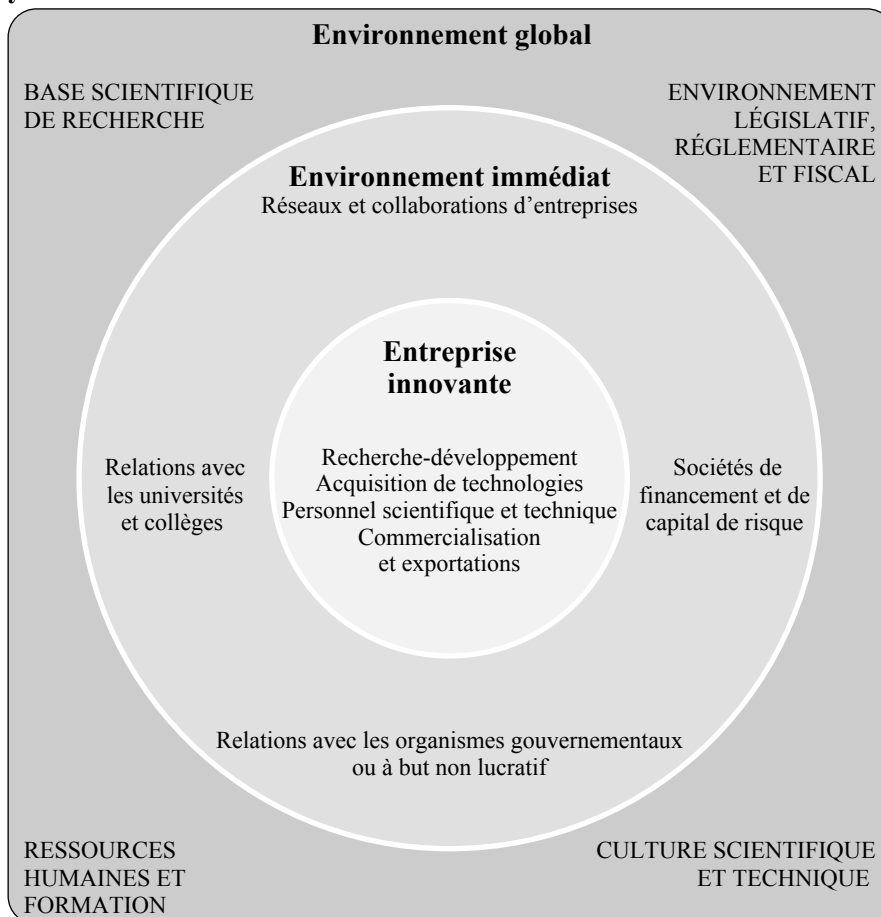 Environnement global
BASE SCIENTIFIQUE
DE RECHERCHE
ENVIRONNEMENT
LÉGISLATIF,
RÉGLEMENTAIRE
ET FISCAL
Environnement immédiat
Réseaux et collaborations d’entreprises
Entreprise
innovante
Recherche-développement
Acquisition de technologies
Personnel scientifique et technique
Commercialisation
et exportations
Relations avec
les universités
et collèges
Sociétés de
financement et de
capital de risque
Relations avec les organismes gouvernementaux
ou à but non lucratif
RESSOURCES
HUMAINES ET
FORMATION
CULTURE SCIENTIFIQUE
ET TECHNIQUE